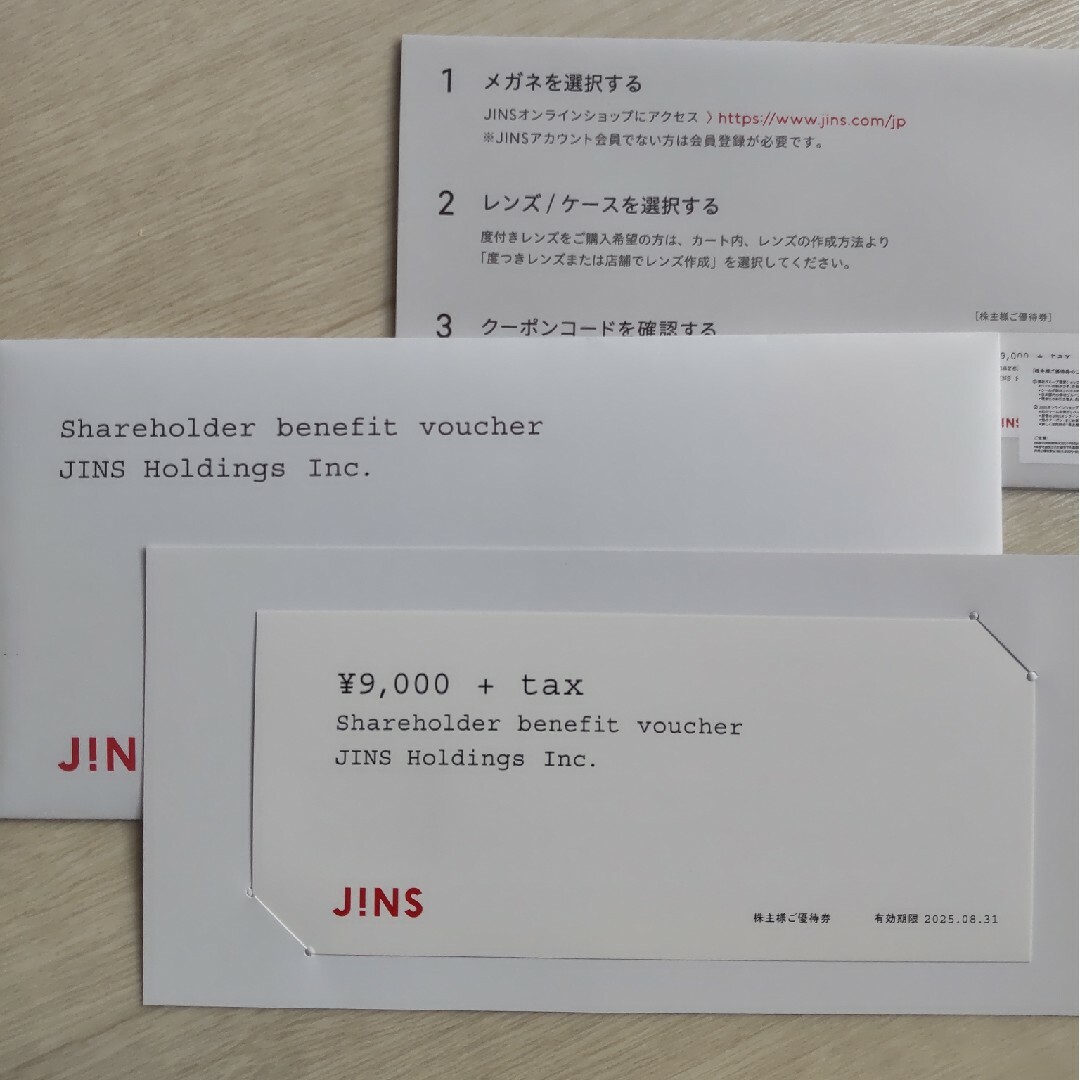 1 メガネを選択する
JINSオンラインショップにアクセス 〉https://www.jins.com/jp
※JINSアカウント会員でない方は会員登録が必要です。
2 レンズ / ケースを選択する
度付きレンズをご購入希望の方は、カート内、レンズの作成方法より
「度つきレンズまたは店舗でレンズ作成」を選択してください。
3 クーポンコードを確認する
[株主様ご優待券]
9,000 + tax
Shareholder benefit voucher
JINS Holdings Inc.
J!N
¥9,000 + tax
Shareholder benefit voucher
JINS Holdings Inc.
J!NS
株主様ご優待券 有効期限 2025.08.31